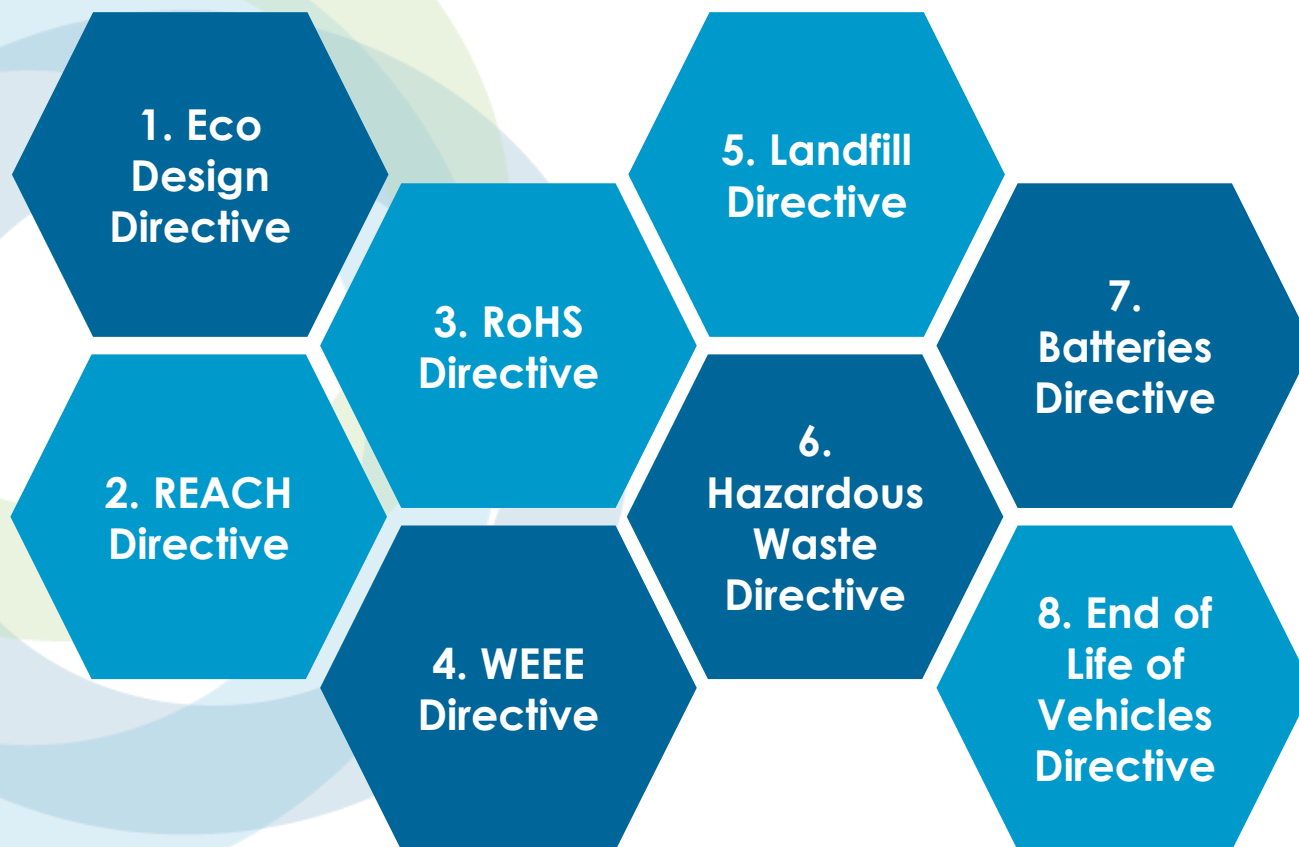 1. Eco
Design
Directive
2. REACH
Directive
3. RoHS
Directive
4. WEEE
Directive
5. Landfill
Directive
6.
Hazardous
Waste
Directive
7.
Batteries
Directive
8. End of
Life of
Vehicles
Directive